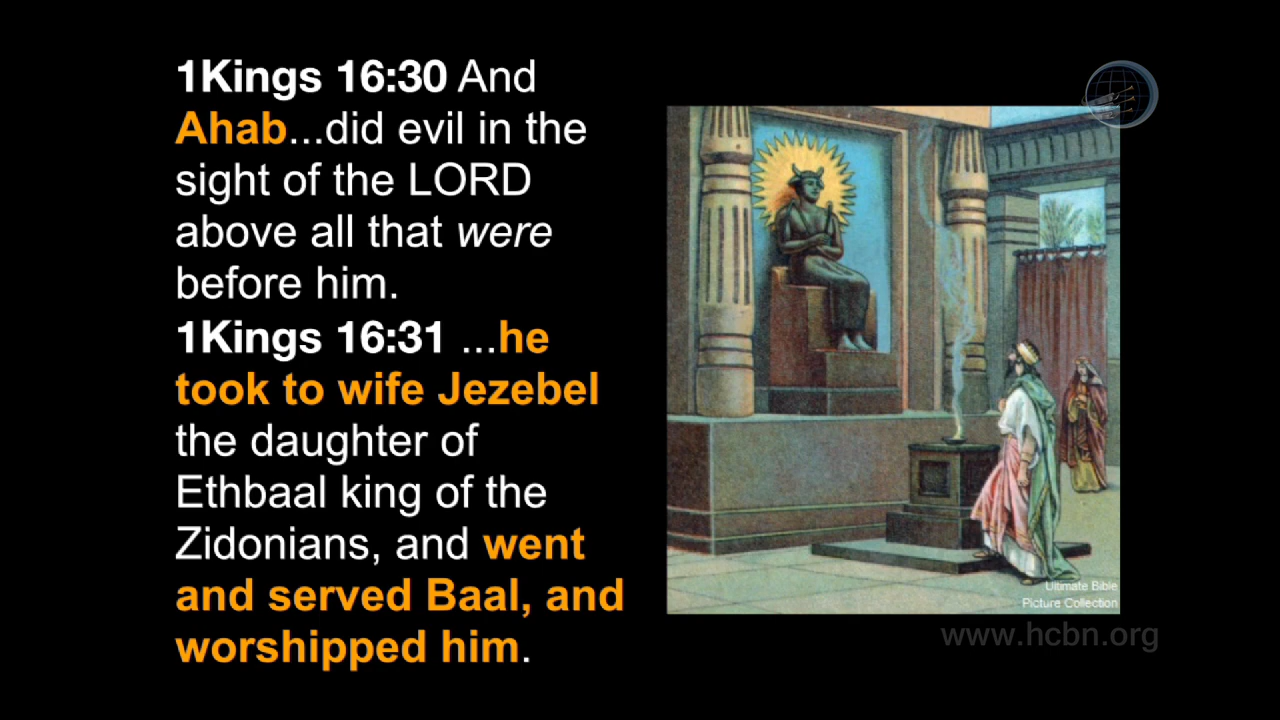 1Kings 16:30 And
Ahab...did evil in the
sight of the LORD
above all that were
before him.
1Kings 16:31 ...he
took to wife Jezebel
the daughter of
Ethbaal king of the
Zidonians, and went
and served Baal, and
worshipped him.
Ultimate Bible
Picture Collection
www.hcbn.org